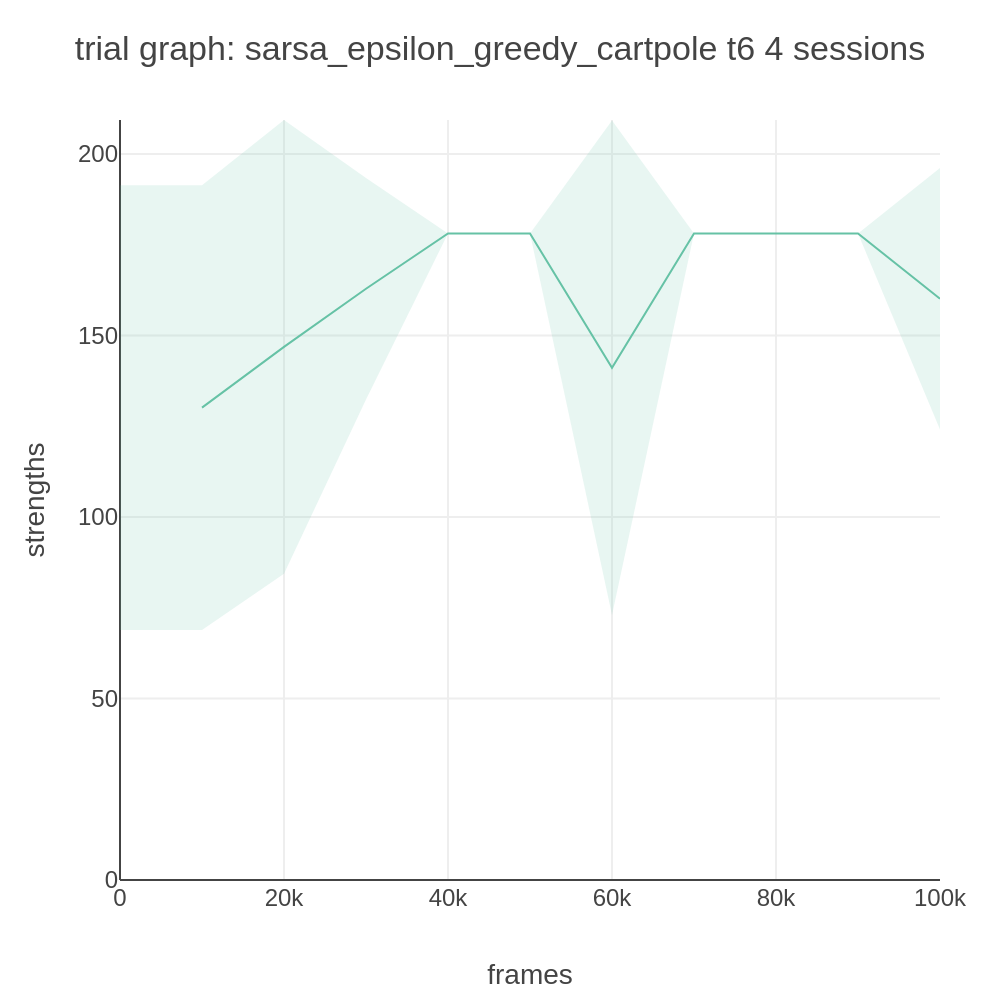 trial graph: sarsa_epsilon_greedy_cartpole t6 4 sessions
200
150
100
50
0
strengths
0 20k 40k 60k 80k 100k
frames